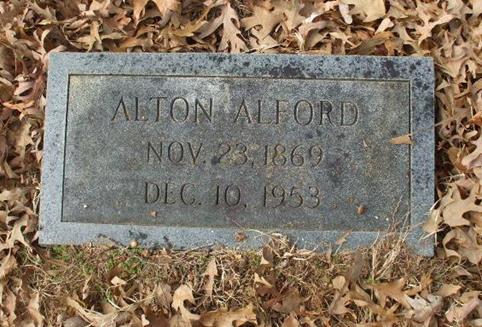 ALTON ALFORD
NOV. 23, 1869
DEC. 10, 1953